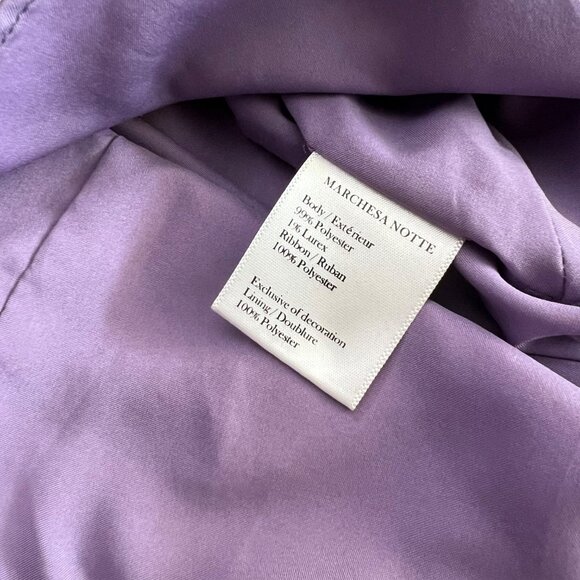 MARCHESA NOTTE
Body / Extérieur
99% Polyester
1% Lurex
Ribbon / Ruban
100% Polyester
Exclusive of decoration
Lining / Doublure
100% Polyester